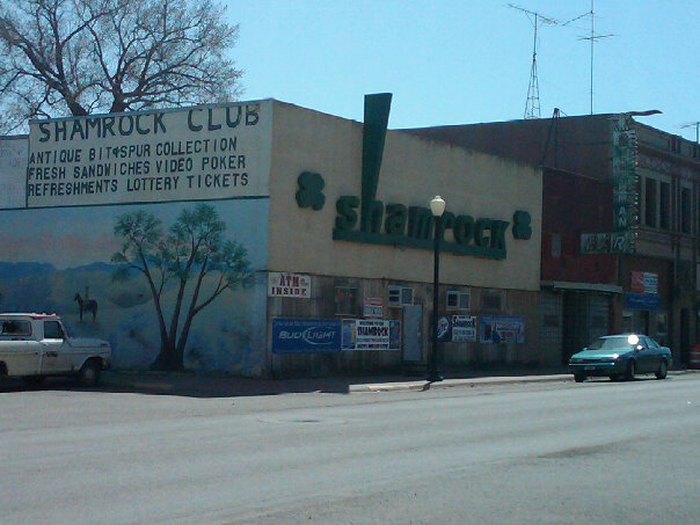 SHAMROCK CLUB
ANTIQUE BIT&SPUR COLLECTION
FRESH SANDWICHES VIDEO POKER
REFRESHMENTS LOTTERY TICKETS
shamrock
ATM
INSIDE
BUD LIGHT
SHAMROCK
BAR